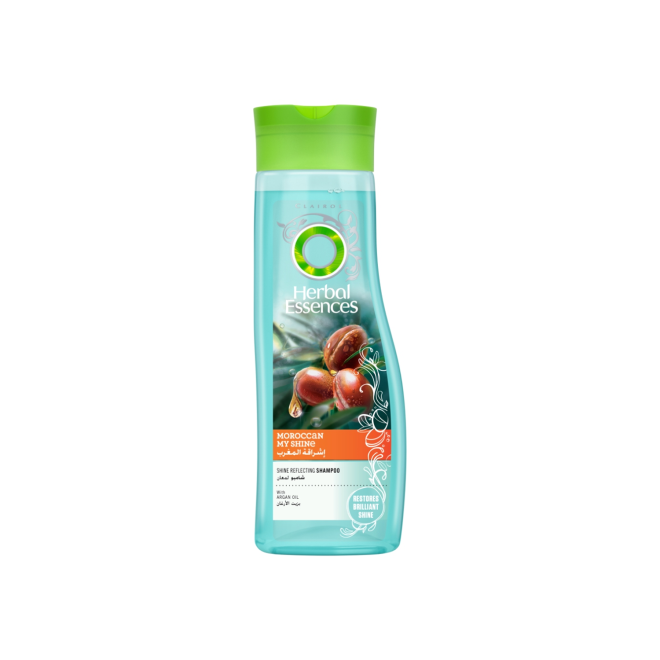 CLAIROL
Herbal
Essences
MOROCCAN
MY SHINE
إشراقة المغرب
SHINE REFLECTING SHAMPOO
شامبو لمعان
With
ARGAN OIL
بزيت الأرغان
RESTORES
BRILLIANT
SHINE